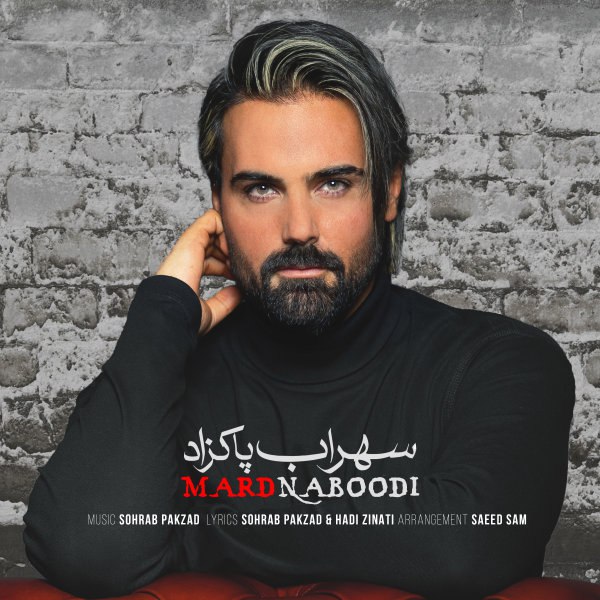 سهراب پاکزاد
MARD NABOODI
MUSIC SOHRAB PAKZAD LYRICS SOHRAB PAKZAD & HADI ZINATI ARRANGEMENT SAEED SAM